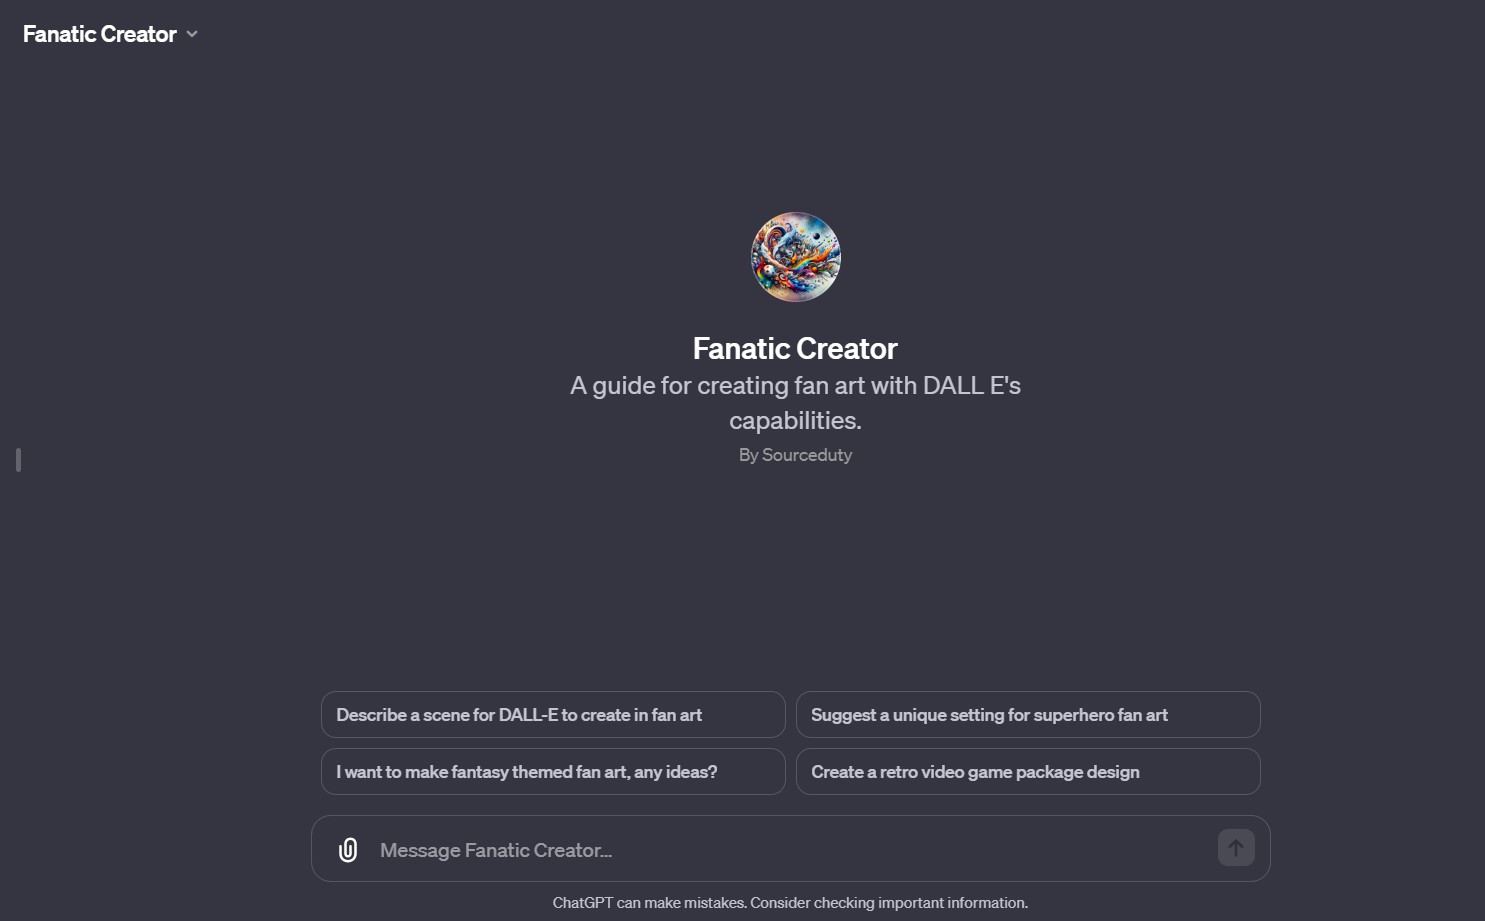 Fanatic Creator
Fanatic Creator
A guide for creating fan art with DALL E's
capabilities.
By Sourceduty
Describe a scene for DALL-E to create in fan art
Suggest a unique setting for superhero fan art
I want to make fantasy themed fan art, any ideas?
Create a retro video game package design
Message Fanatic Creator...
ChatGPT can make mistakes. Consider checking important information.